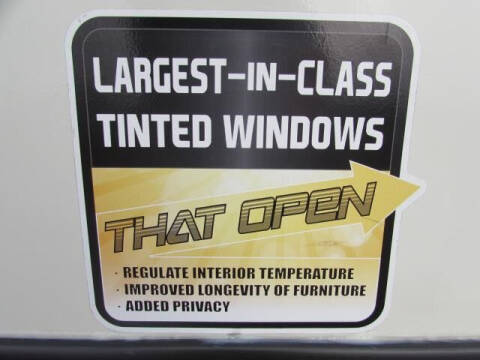 LARGEST-IN-CLASS
TINTED WINDOWS
THAT OPEN
· REGULATE INTERIOR TEMPERATURE
· IMPROVED LONGEVITY OF FURNITURE
· ADDED PRIVACY